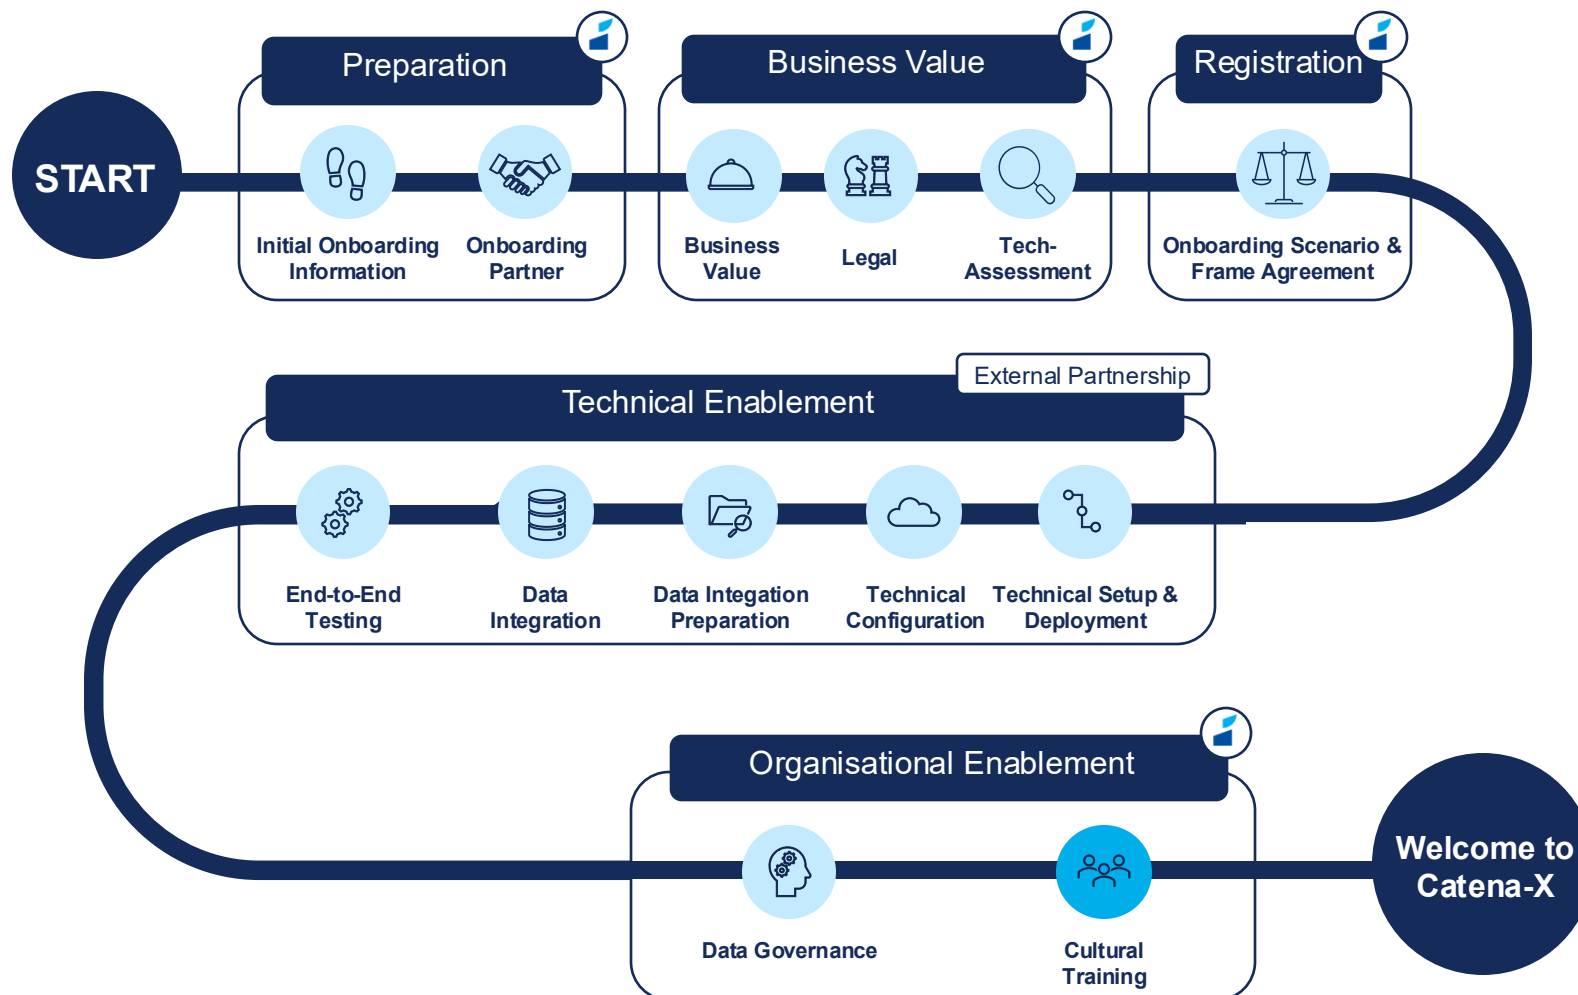 Preparation
Business Value
Registration
START
Initial Onboarding
Information
Onboarding
Partner
Business
Value
Legal
Tech-
Assessment
Onboarding Scenario &
Frame Agreement
External Partnership
Technical Enablement
End-to-End
Testing
Data
Integration
Data Integation
Preparation
Technical
Configuration
Technical Setup &
Deployment
Organisational Enablement
Data Governance
Cultural
Training
Welcome to
Catena-X